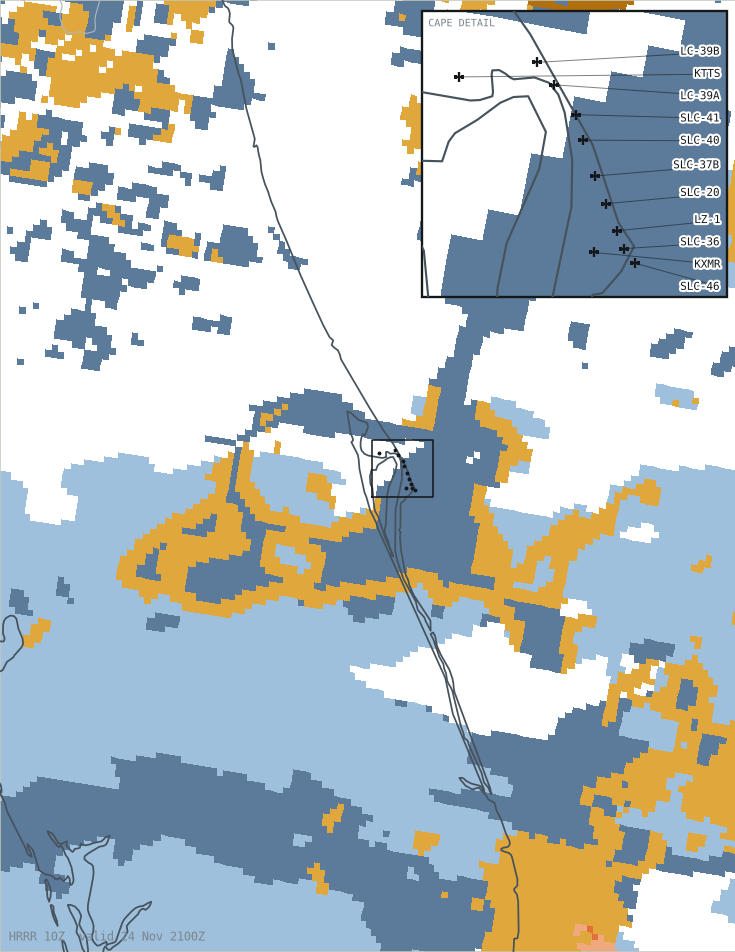 CAPE DETAIL
LC-39B
KTTS
LC-39A
SLC-41
SLC-40
SLC-37B
SLC-20
LZ-1
SLC-36
KXMR
SLC-46
HRRR 10Z valid 24 Nov 2100Z